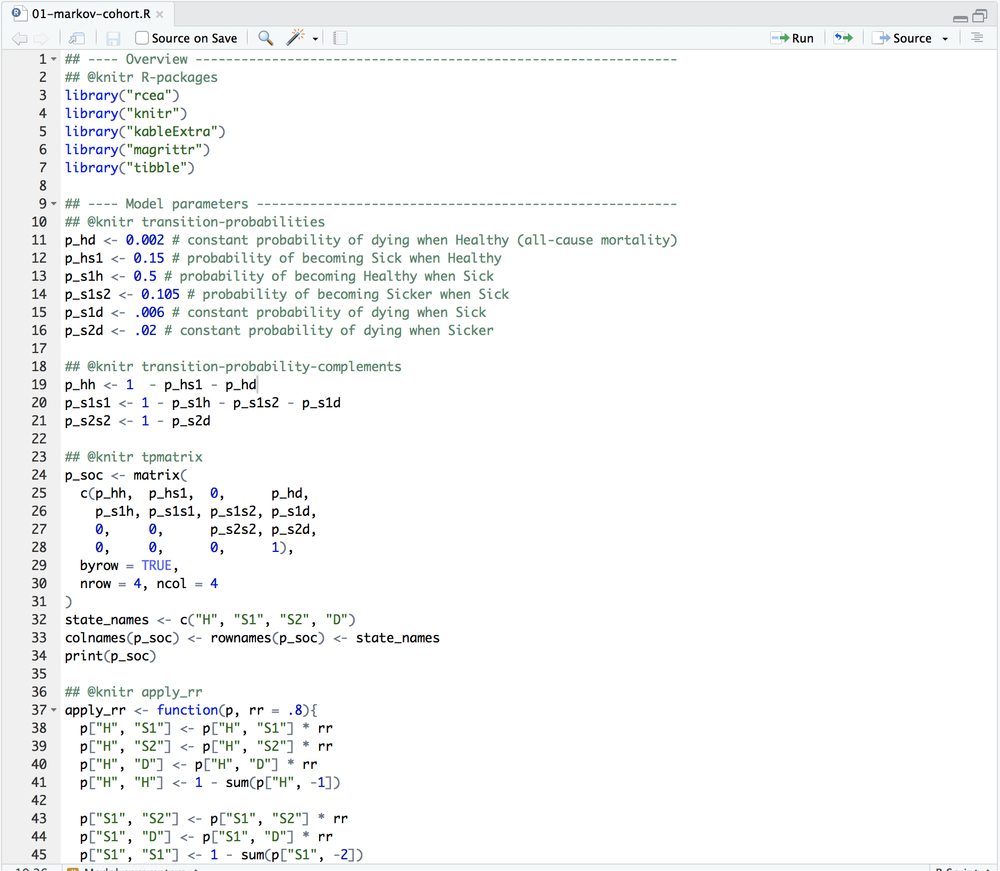 01-markov-cohort.R
Source on Save
Run
Source
1 ## ---- Overview ---------------------------------------------------------------
2 ## @knitr R-packages
3 library("rcea")
4 library("knitr")
5 library("kableExtra")
6 library("magrittr")
7 library("tibble")
8
9 ## ---- Model parameters -------------------------------------------------------
10 ## @knitr transition-probabilities
11 p_hd <- 0.002 # constant probability of dying when Healthy (all-cause mortality)
12 p_hs1 <- 0.15 # probability of becoming Sick when Healthy
13 p_s1h <- 0.5 # probability of becoming Healthy when Sick
14 p_s1s2 <- 0.105 # probability of becoming Sicker when Sick
15 p_s1d <- .006 # constant probability of dying when Sick
16 p_s2d <- .02 # constant probability of dying when Sicker
17
18 ## @knitr transition-probability-complements
19 p_hh <- 1  - p_hs1 - p_hd
20 p_s1s1 <- 1 - p_s1h - p_s1s2 - p_s1d
21 p_s2s2 <- 1 - p_s2d
22
23 ## @knitr tpmatrix
24 p_soc <- matrix(
25   c(p_hh,  p_hs1,  0,      p_hd,
26     p_s1h, p_s1s1, p_s1s2, p_s1d,
27     0,     0,      p_s2s2, p_s2d,
28     0,     0,      0,      1),
29   byrow = TRUE,
30   nrow = 4, ncol = 4
31 )
32 state_names <- c("H", "S1", "S2", "D")
33 colnames(p_soc) <- rownames(p_soc) <- state_names
34 print(p_soc)
35
36 ## @knitr apply_rr
37 apply_rr <- function(p, rr = .8){
38   p["H", "S1"] <- p["H", "S1"] * rr
39   p["H", "S2"] <- p["H", "S2"] * rr
40   p["H", "D"] <- p["H", "D"] * rr
41   p["H", "H"] <- 1 - sum(p["H", -1])
42
43   p["S1", "S2"] <- p["S1", "S2"] * rr
44   p["S1", "D"] <- p["S1", "D"] * rr
45   p["S1", "S1"] <- 1 - sum(p["S1", -2])